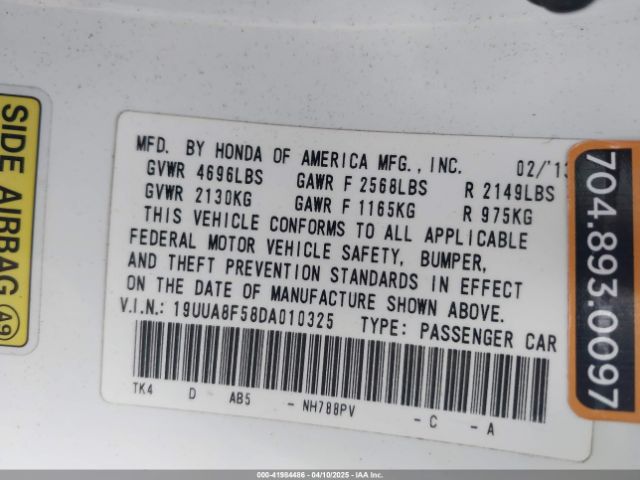 SIDE AIRBAG A9
MFD. BY HONDA OF AMERICA MFG., INC. 02/'13
GVWR 4696LBS GAWR F 2568LBS R 2149LBS
GVWR 2130KG GAWR F 1165KG R 975KG
THIS VEHICLE CONFORMS TO ALL APPLICABLE
FEDERAL MOTOR VEHICLE SAFETY, BUMPER,
AND THEFT PREVENTION STANDARDS IN EFFECT
ON THE DATE OF MANUFACTURE SHOWN ABOVE.
V.I.N.: 19UUA8F58DA010325 TYPE: PASSENGER CAR
TK4 D AB5 - NH788PV - C - A
704.893.0097
000-41984486 - 04/10/2025 - IAA Inc.